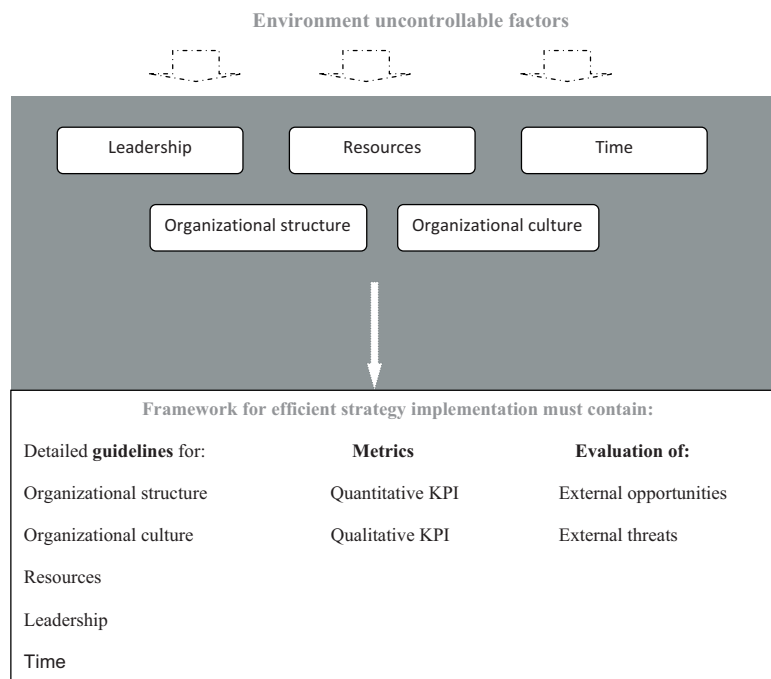 Environment uncontrollable factors
Leadership Resources Time
Organizational structure Organizational culture
Framework for efficient strategy implementation must contain:
Detailed guidelines for: Metrics Evaluation of:
Organizational structure Quantitative KPI External opportunities
Organizational culture Qualitative KPI External threats
Resources
Leadership
Time